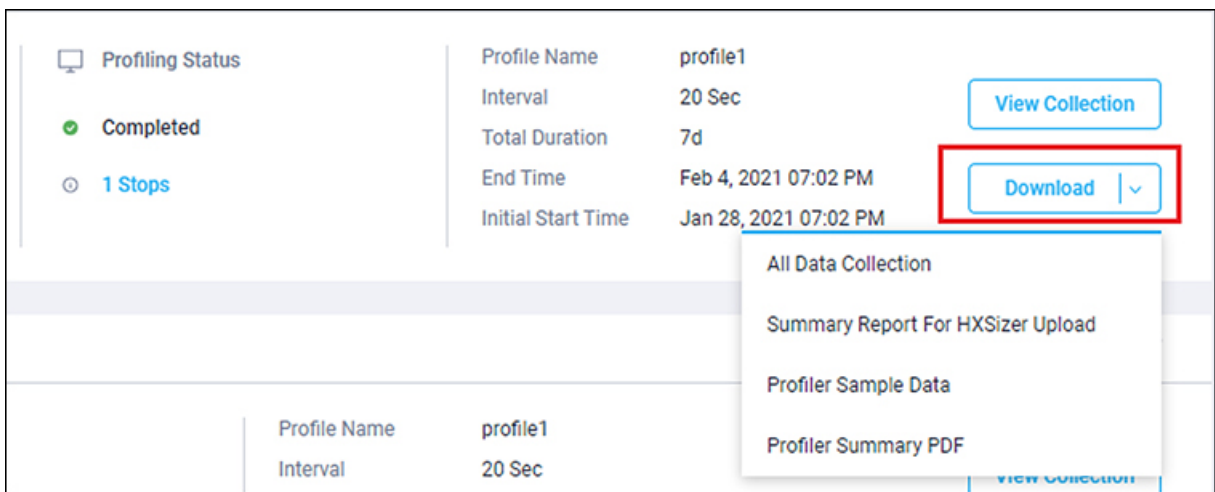 Profiling Status
Completed
1 Stops
Profile Name profile1
Interval 20 Sec
Total Duration 7d
End Time Feb 4, 2021 07:02 PM
Initial Start Time Jan 28, 2021 07:02 PM
View Collection
Download
All Data Collection
Summary Report For HXSizer Upload
Profiler Sample Data
Profiler Summary PDF
Profile Name profile1
Interval 20 Sec
View Collection